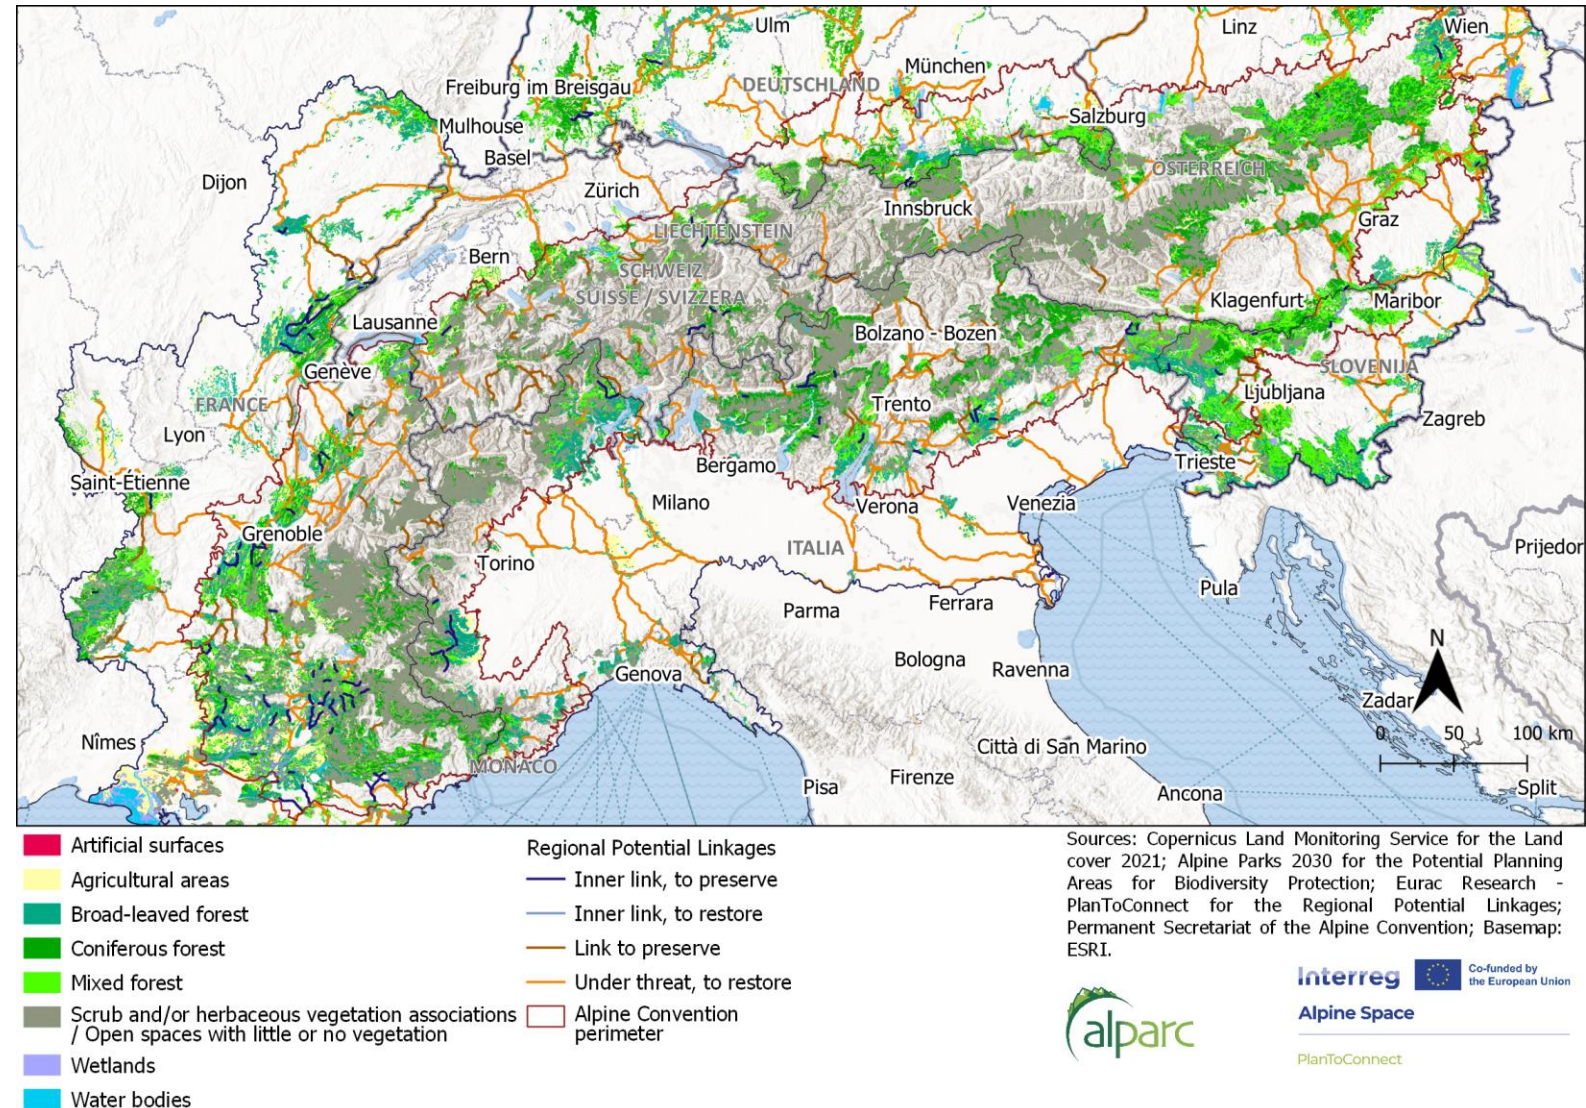 Ulm
Linz
Wien
München
DEUTSCHLAND
Freiburg im Breisgau
Mulhouse
Salzburg
Basel
ÖSTERREICH
Dijon
Zürich
Innsbruck
Graz
LIECHTENSTEIN
Bern
SCHWEIZ
SUISSE / SVIZZERA
Klagenfurt
Maribor
Lausanne
Bolzano - Bozen
Genève
SLOVENIJA
Ljubljana
FRANCE
Trento
Zagreb
Lyon
Bergamo
Trieste
Saint-Étienne
Milano
Verona
Venezia
Grenoble
ITALIA
Prijedor
Torino
Pula
Parma
Ferrara
N
Bologna
Ravenna
Genova
Zadar
0 50 100 km
Nîmes
Città di San Marino
MONACO
Firenze
Pisa
Ancona
Split
Artificial surfaces
Agricultural areas
Broad-leaved forest
Coniferous forest
Mixed forest
Scrub and/or herbaceous vegetation associations
/ Open spaces with little or no vegetation
Wetlands
Water bodies
Regional Potential Linkages
Inner link, to preserve
Inner link, to restore
Link to preserve
Under threat, to restore
Alpine Convention
perimeter
Sources: Copernicus Land Monitoring Service for the Land
cover 2021; Alpine Parks 2030 for the Potential Planning
Areas for Biodiversity Protection; Eurac Research -
PlanToConnect for the Regional Potential Linkages;
Permanent Secretariat of the Alpine Convention; Basemap:
ESRI.
alparc
Interreg
Co-funded by
the European Union
Alpine Space
PlanToConnect